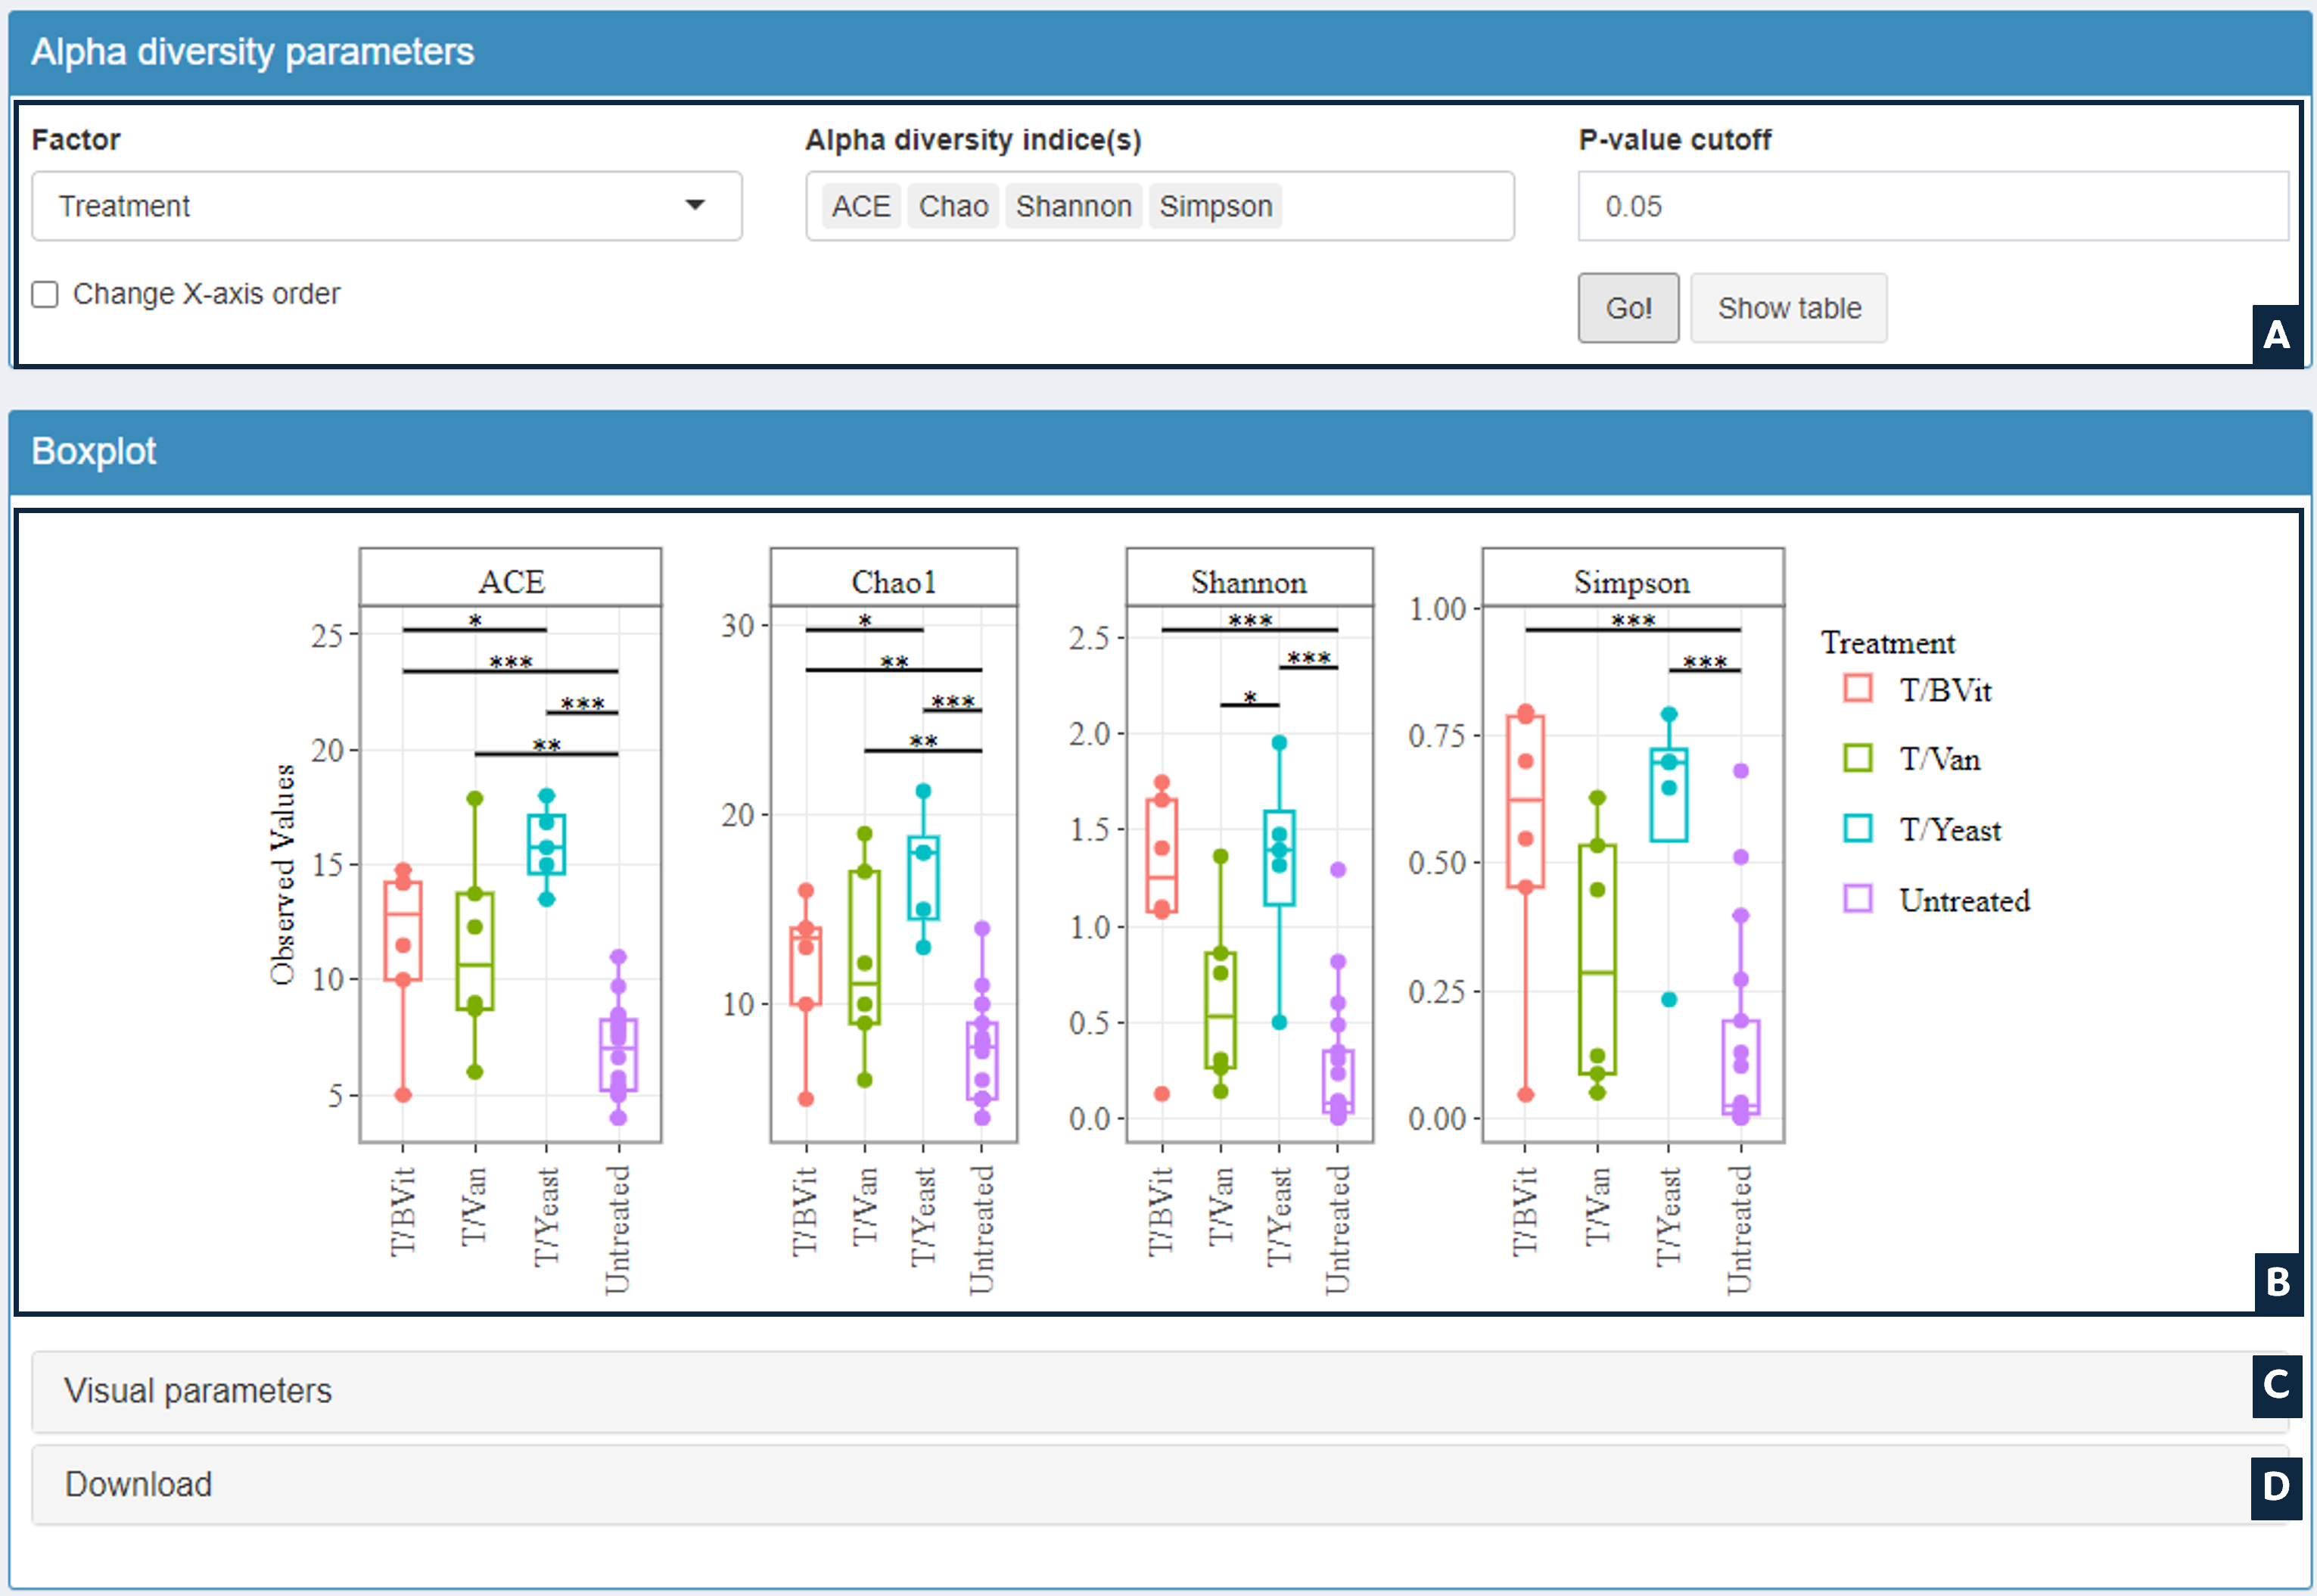 Alpha diversity parameters
Factor
Alpha diversity indice(s)
P-value cutoff
Treatment
ACE Chao Shannon Simpson
0.05
Change X-axis order
Go!
Show table
A
Boxplot
ACE
Chao1
Shannon
Simpson
Observed Values
25
20
15
10
5
*
***
***
**
T/BVit
T/Van
T/Yeast
Untreated
30
20
10
*
**
***
**
T/BVit
T/Van
T/Yeast
Untreated
2.5
2.0
1.5
1.0
0.5
0.0
***
***
*
T/BVit
T/Van
T/Yeast
Untreated
1.00
0.75
0.50
0.25
0.00
***
***
T/BVit
T/Van
T/Yeast
Untreated
Treatment
T/BVit
T/Van
T/Yeast
Untreated
B
Visual parameters
C
Download
D